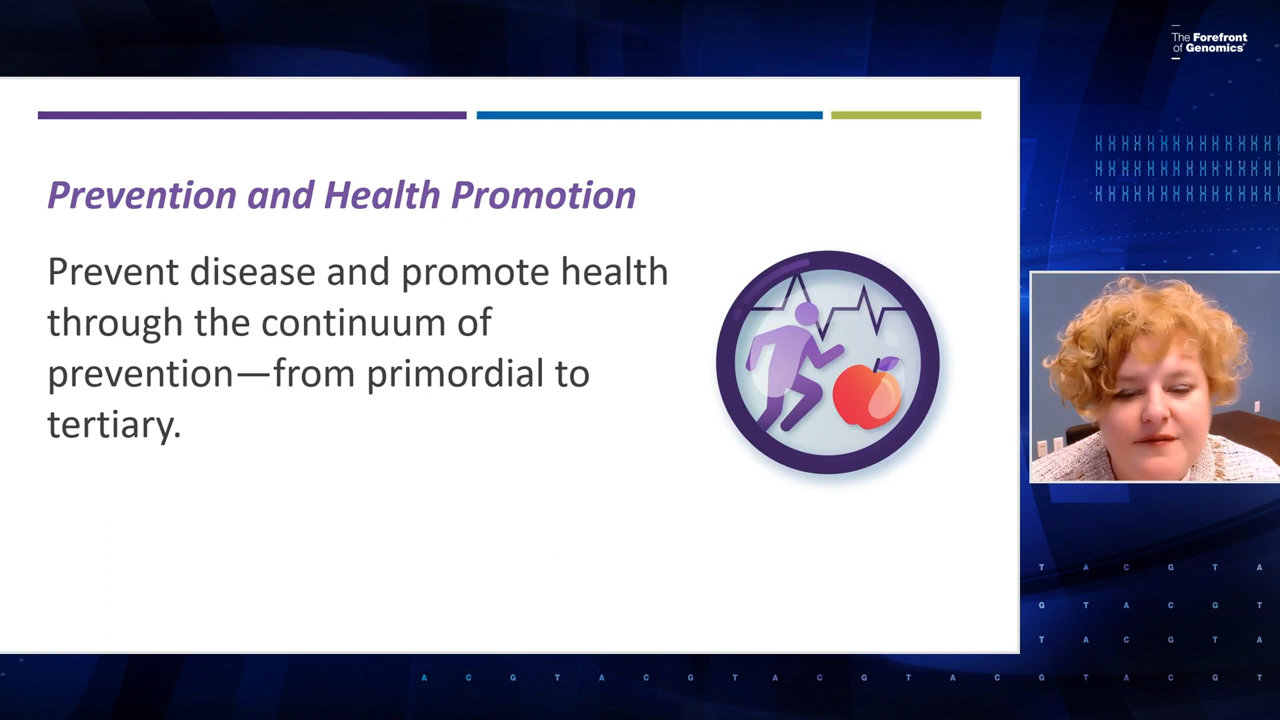 The Forefront
of Genomics®
Prevention and Health Promotion
Prevent disease and promote health
through the continuum of
prevention—from primordial to
tertiary.
T A C G T A
G T A C G T
T A C G T A
A C G T A C G T A C G T A C G T A C G T